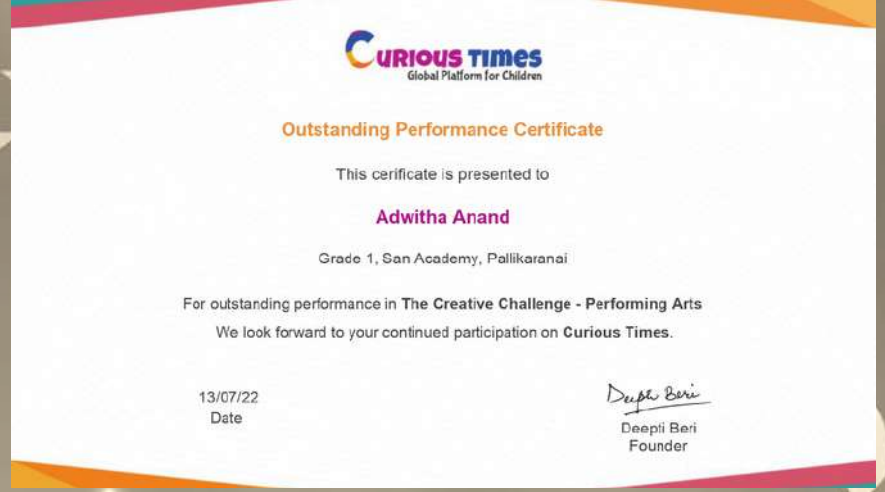 CURIOUS TIMES
Global Platform for Children
Outstanding Performance Certificate
This cerificate is presented to
Adwitha Anand
Grade 1, San Academy, Pallikaranai
For outstanding performance in The Creative Challenge - Performing Arts
We look forward to your continued participation on Curious Times.
13/07/22
Date
Deepti Beri
Deepti Beri
Founder